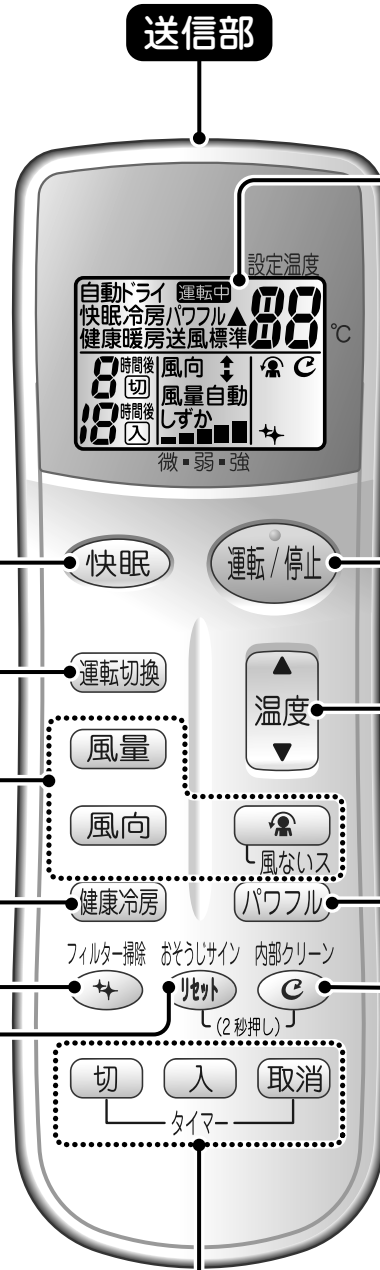 送信部
設定温度
自動ドライ 運転中 88 ℃
快眠冷房パワフル▲
健康暖房送風標準
8 時間後 切 風向
風量自動
18 時間後 入 しずか
微・弱・強
快眠 運転/停止
運転切換
▲
温度
▼
風量
風向
風ないス
健康冷房 パワフル
フィルター掃除 おそうじサイン 内部クリーン
リセット
(2秒押し)
切 入 取消
タイマー